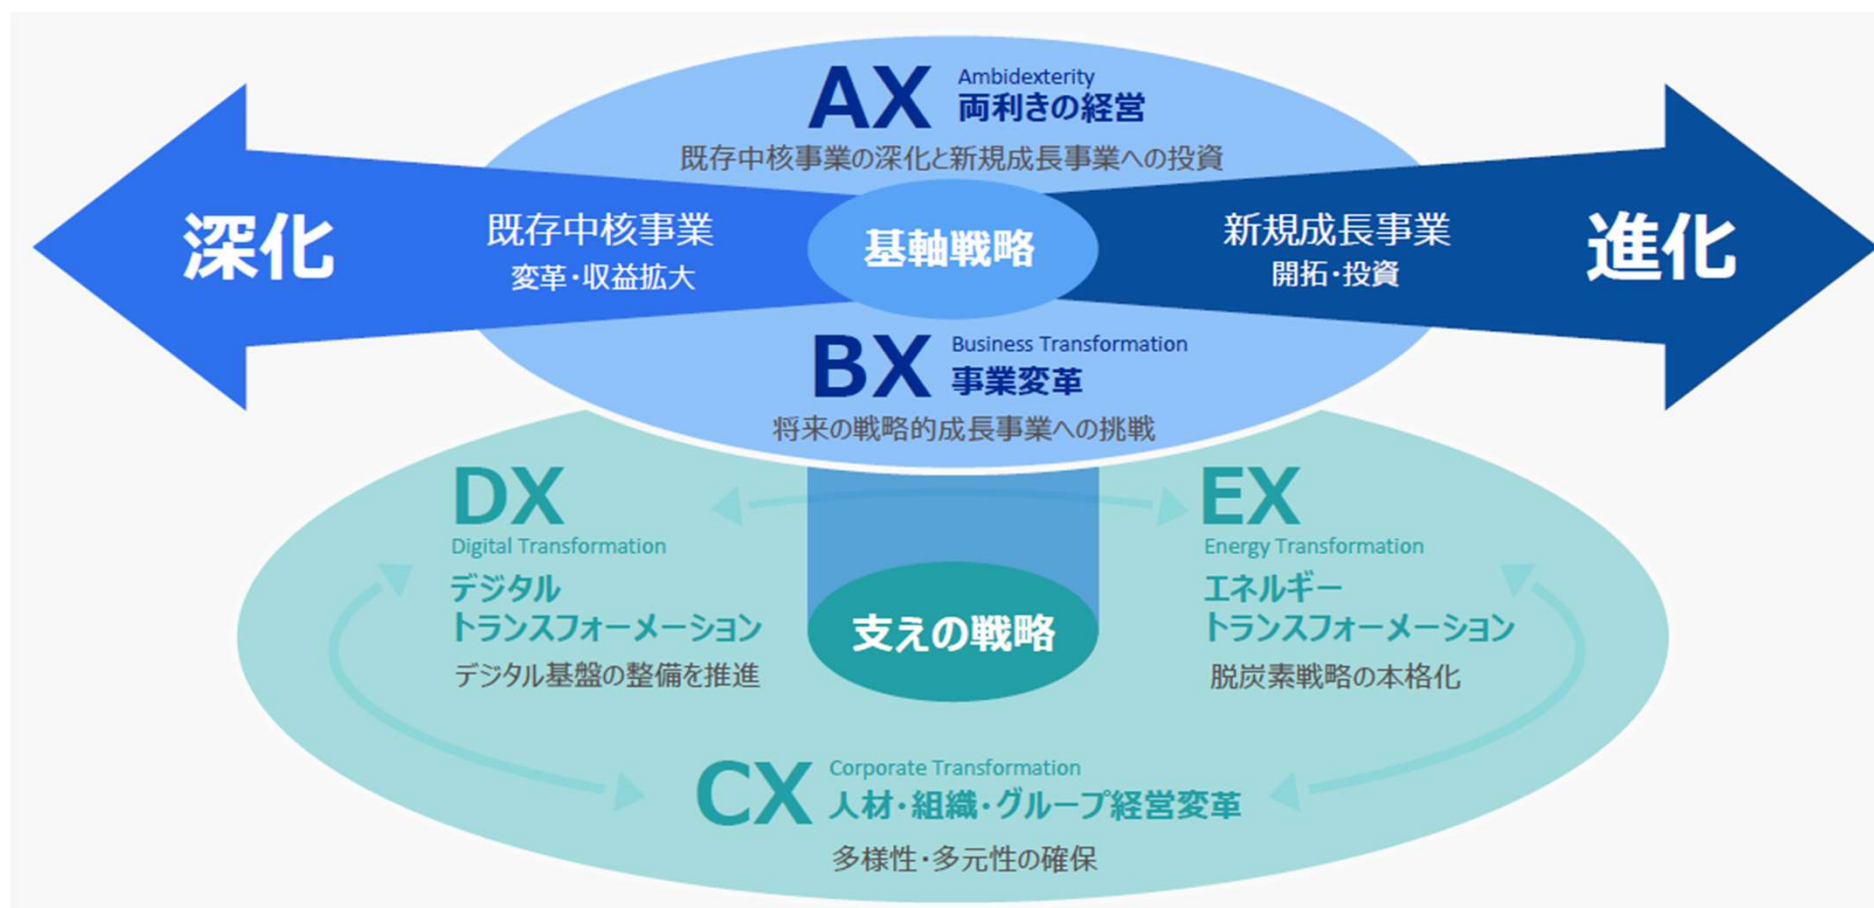 AX
Ambidexterity
両利きの経営
既存中核事業の深化と新規成長事業への投資
深化
既存中核事業
変革・収益拡大
基軸戦略
新規成長事業
開拓・投資
進化
BX
Business Transformation
事業変革
将来の戦略的成長事業への挑戦
DX
Digital Transformation
デジタル
トランスフォーメーション
デジタル基盤の整備を推進
支えの戦略
EX
Energy Transformation
エネルギー
トランスフォーメーション
脱炭素戦略の本格化
CX
Corporate Transformation
人材・組織・グループ経営変革
多様性・多元性の確保